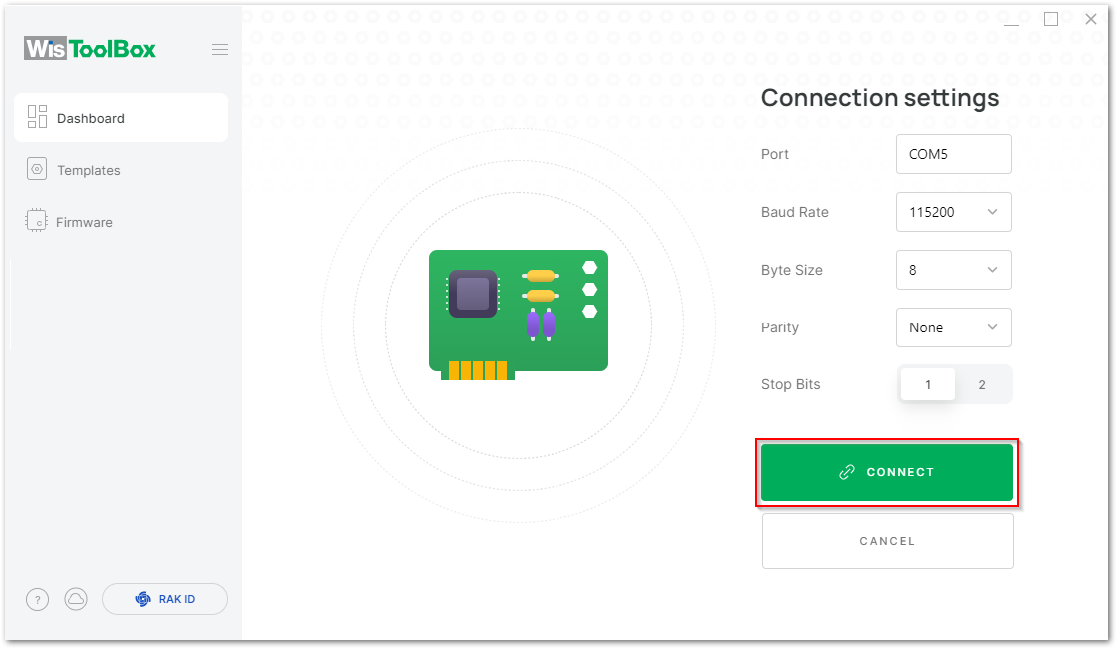 WisToolBox
Dashboard
Templates
Firmware
? 
RAK ID
Connection settings
Port COM5
Baud Rate 115200
Byte Size 8
Parity None
Stop Bits 1 2
CONNECT
CANCEL